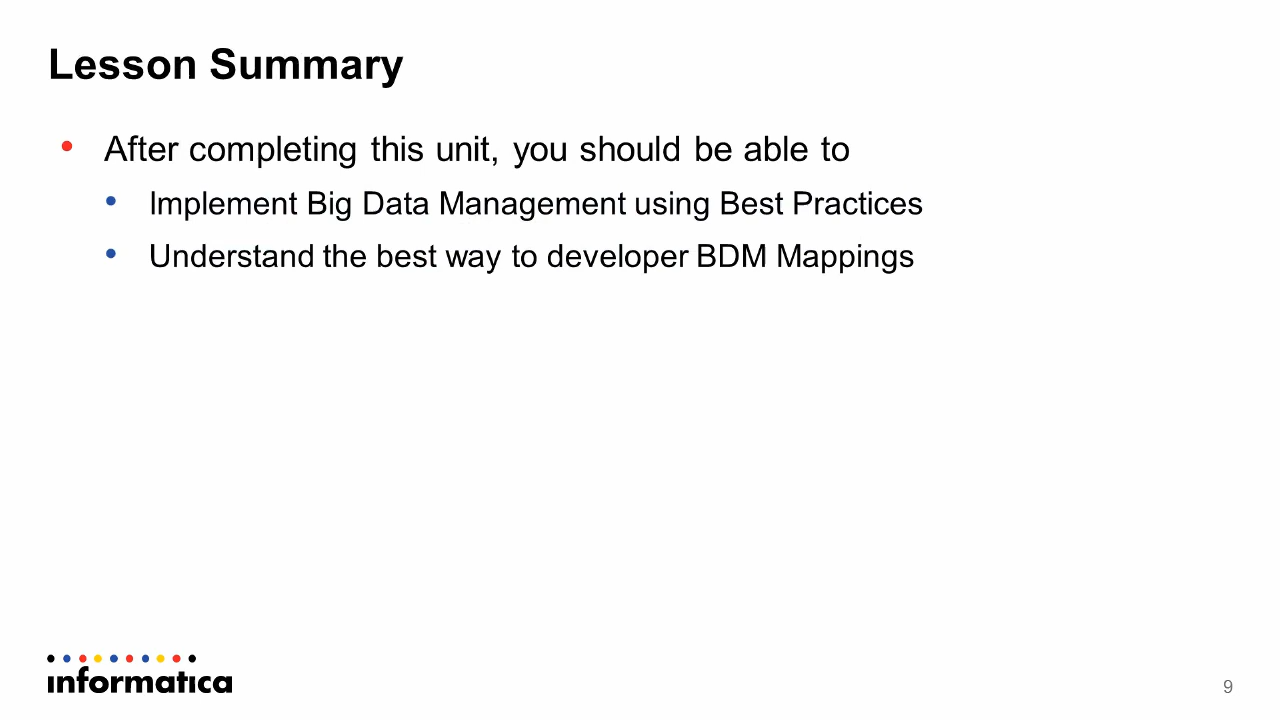 Lesson Summary
• After completing this unit, you should be able to
• Implement Big Data Management using Best Practices
• Understand the best way to developer BDM Mappings
informatica
9